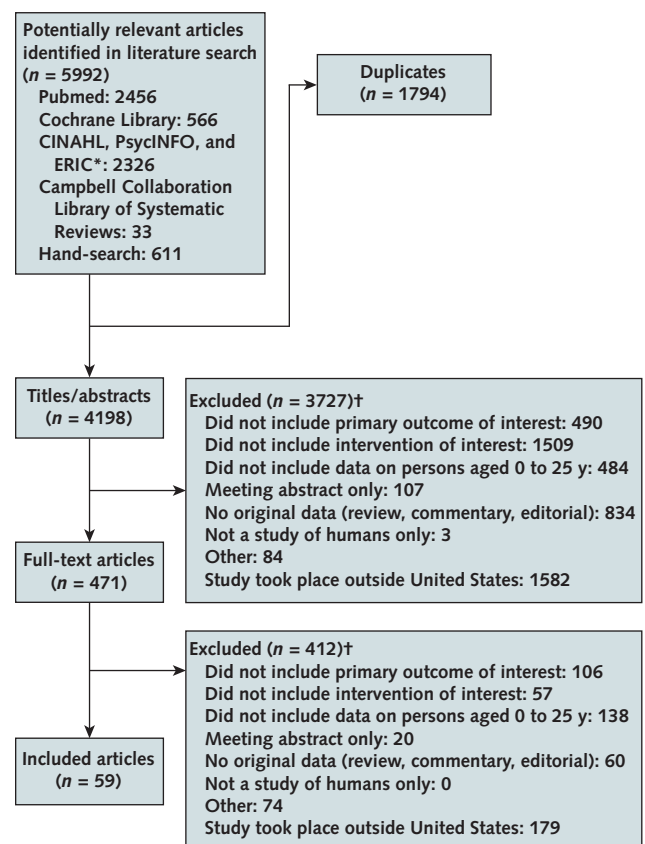 Potentially relevant articles
identified in literature search
(n = 5992)
Pubmed: 2456
Cochrane Library: 566
CINAHL, PsycINFO, and
ERIC*: 2326
Campbell Collaboration
Library of Systematic
Reviews: 33
Hand-search: 611
Duplicates
(n = 1794)
Titles/abstracts
(n = 4198)
Excluded (n = 3727)†
Did not include primary outcome of interest: 490
Did not include intervention of interest: 1509
Did not include data on persons aged 0 to 25 y: 484
Meeting abstract only: 107
No original data (review, commentary, editorial): 834
Not a study of humans only: 3
Other: 84
Study took place outside United States: 1582
Full-text articles
(n = 471)
Excluded (n = 412)†
Did not include primary outcome of interest: 106
Did not include intervention of interest: 57
Did not include data on persons aged 0 to 25 y: 138
Meeting abstract only: 20
No original data (review, commentary, editorial): 60
Not a study of humans only: 0
Other: 74
Study took place outside United States: 179
Included articles
(n = 59)